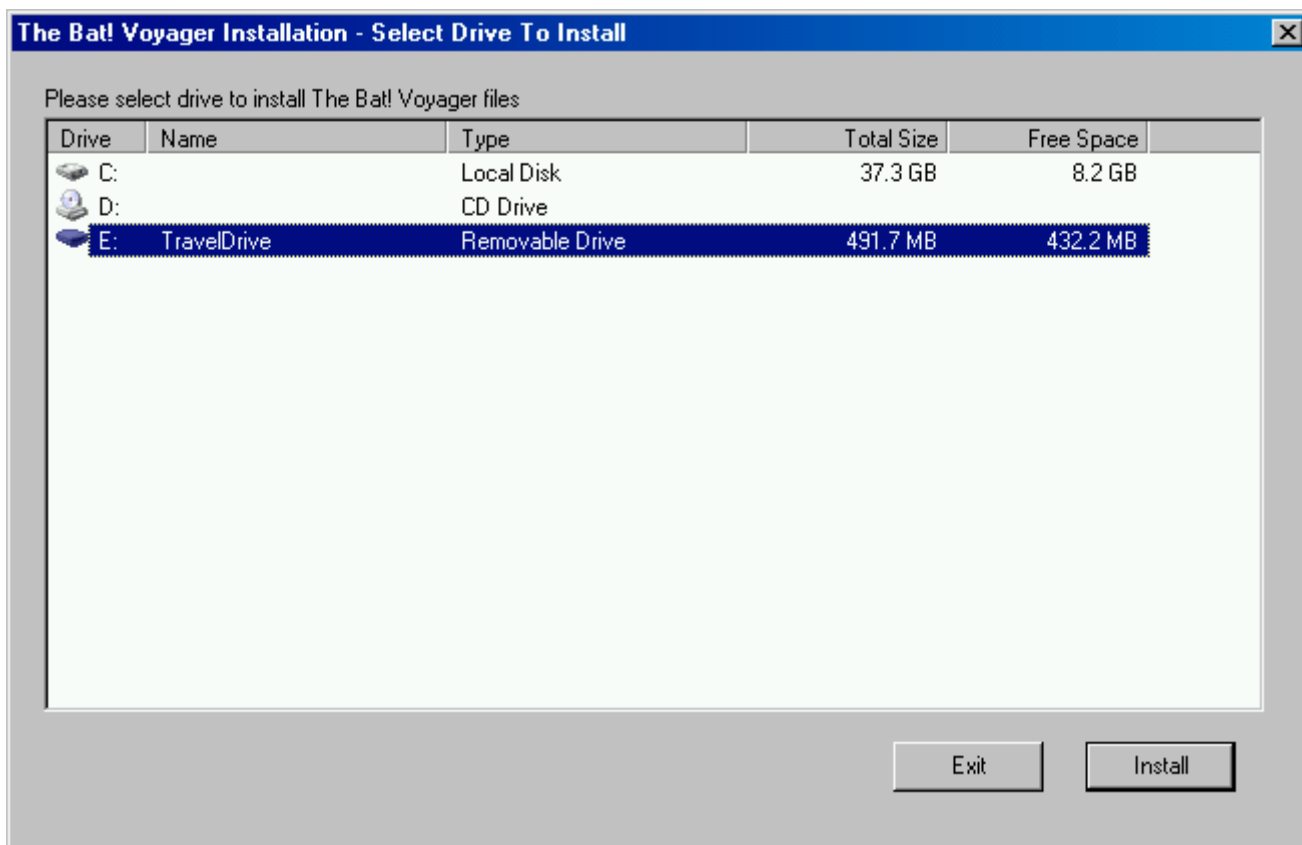 The Bat! Voyager Installation - Select Drive To Install
Please select drive to install The Bat! Voyager files
Drive Name Type Total Size Free Space
C: Local Disk 37.3 GB 8.2 GB
D: CD Drive
E: TravelDrive Removable Drive 491.7 MB 432.2 MB
Exit Install